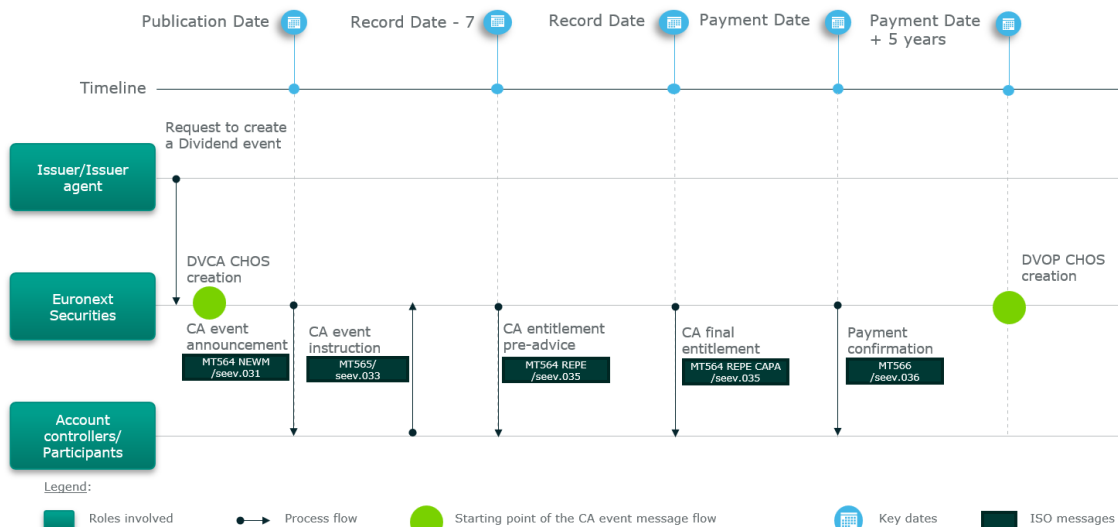 Publication Date
Record Date - 7
Record Date
Payment Date
Payment Date
+ 5 years
Timeline
Request to create
a Dividend event
Issuer/Issuer
agent
DVCA CHOS
creation
DVOP CHOS
creation
Euronext
Securities
CA event
announcement
MT564 NEWM
/seev.031
CA event
instruction
MT565/
seev.033
CA entitlement
pre-advice
MT564 REPE
/seev.035
CA final
entitlement
MT564 REPE CAPA
/seev.035
Payment
confirmation
MT566
/seev.036
Account
controllers/
Participants
Legend:
Roles involved
Process flow
Starting point of the CA event message flow
Key dates
ISO messages